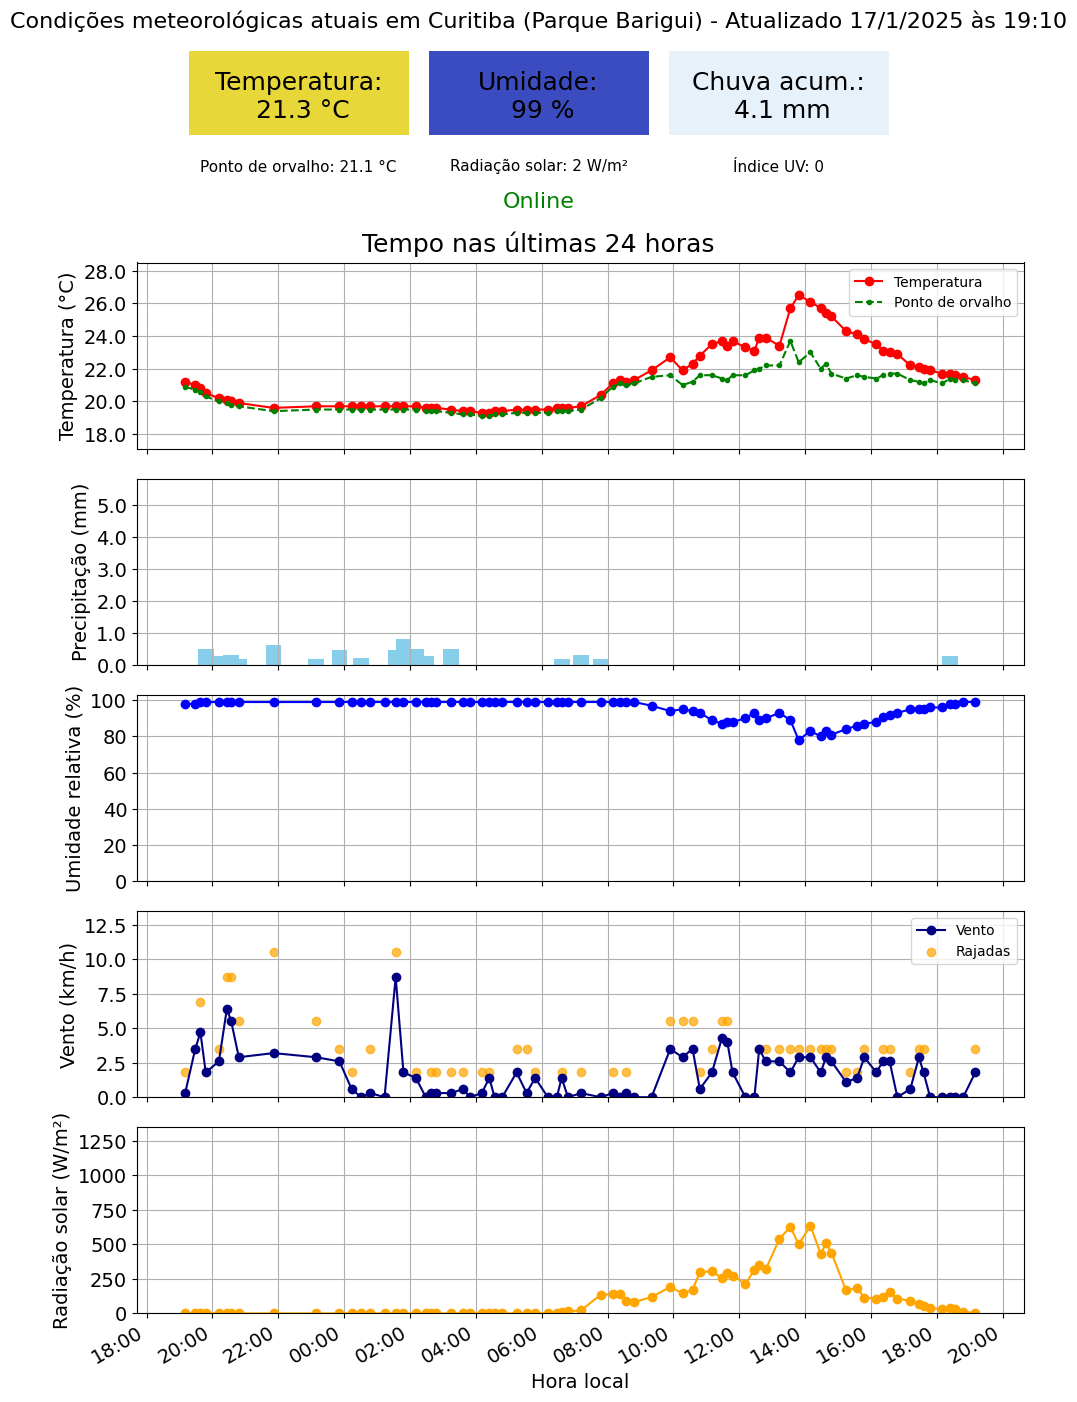 Condições meteorológicas atuais em Curitiba (Parque Barigui) - Atualizado 17/1/2025 às 19:10
Temperatura:
21.3 °C
Umidade:
99 %
Chuva acum.:
4.1 mm
Ponto de orvalho: 21.1 °C
Radiação solar: 2 W/m²
Índice UV: 0
Online
Tempo nas últimas 24 horas
Temperatura (°C)
28.0
26.0
24.0
22.0
20.0
18.0
Temperatura
Ponto de orvalho
Precipitação (mm)
5.0
4.0
3.0
2.0
1.0
0.0
Umidade relativa (%)
100
80
60
40
20
0
Vento (km/h)
12.5
10.0
7.5
5.0
2.5
0.0
Vento
Rajadas
Radiação solar (W/m²)
1250
1000
750
500
250
0
18:00
20:00
22:00
00:00
02:00
04:00
06:00
08:00
10:00
12:00
14:00
16:00
18:00
20:00
Hora local